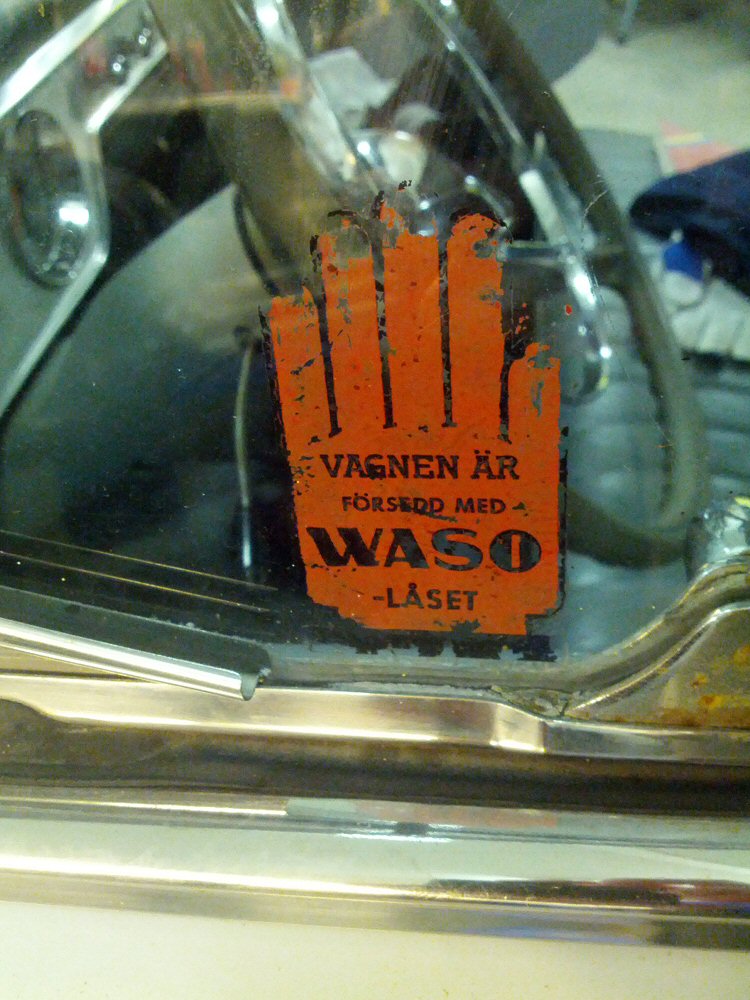 VAGNEN ÄR
FÖRSEDD MED
WASO
-LÅSET